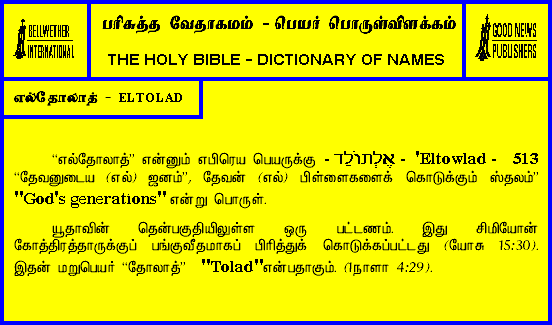 BELLWETHER
INTERNATIONAL
பரிசுத்த வேதாகமம் - பெயர் பொருள்விளக்கம்
THE HOLY BIBLE - DICTIONARY OF NAMES
GOOD NEWS
PUBLISHERS
எல்தோலாத் - ELTOLAD
“எல்தோலாத்” என்னும் எபிரெய பெயருக்கு - אֶלְתּוֹלַד - 'Eltowlad - 513
“தேவனுடைய (எல்) ஜனம்”, தேவன் (எல்) பிள்ளைகளைக் கொடுக்கும் ஸ்தலம்”
"God's generations" என்று பொருள்.
யூதாவின் தென்பகுதியிலுள்ள ஒரு பட்டணம். இது சிமியோன்
கோத்திரத்தாருக்குப் பங்குவீதமாகப் பிரித்துக் கொடுக்கப்பட்டது (யோசு 15:30).
இதன் மறுபெயர் “தோலாத்” "Tolad"என்பதாகும். (1நாளா 4:29).